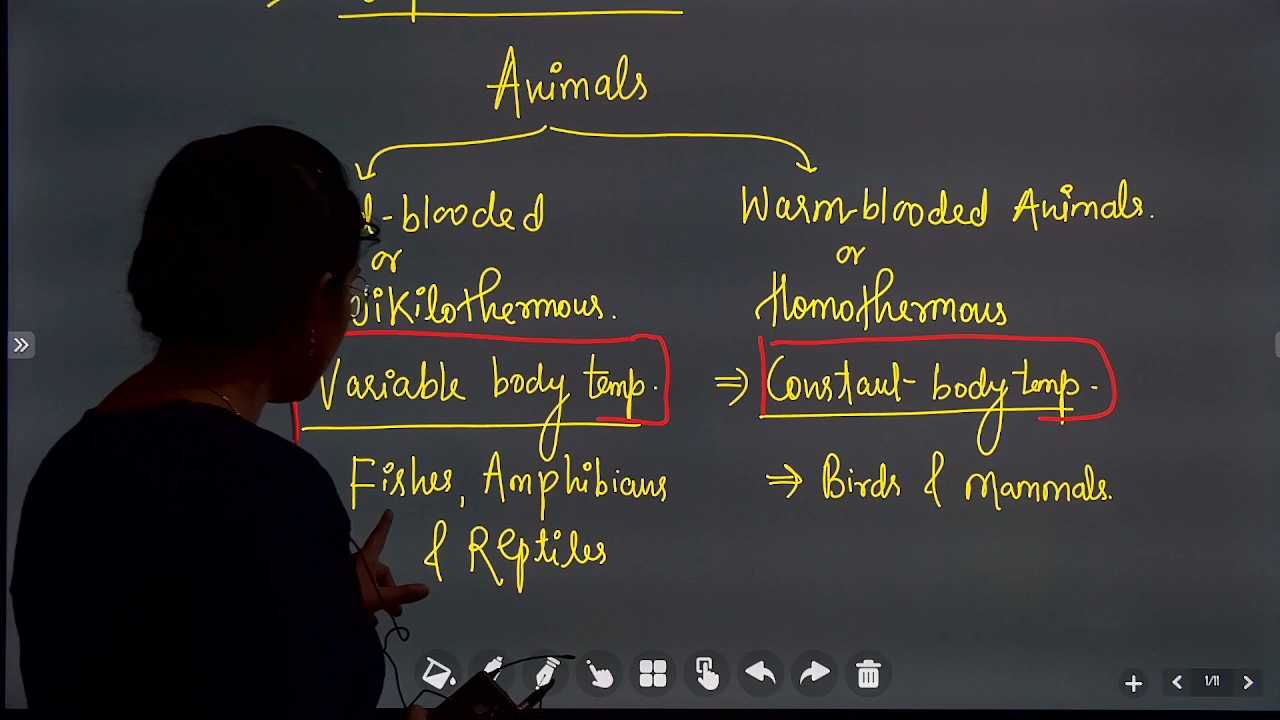 Animals
d-blooded
Warm-blooded Animals.
or
or
jikilothermous.
Homothermous
Variable body temp.
⇒ Constant body temp.
Fishes, Amphibians
⇒ Birds & Mammals.
& Reptiles
1/11